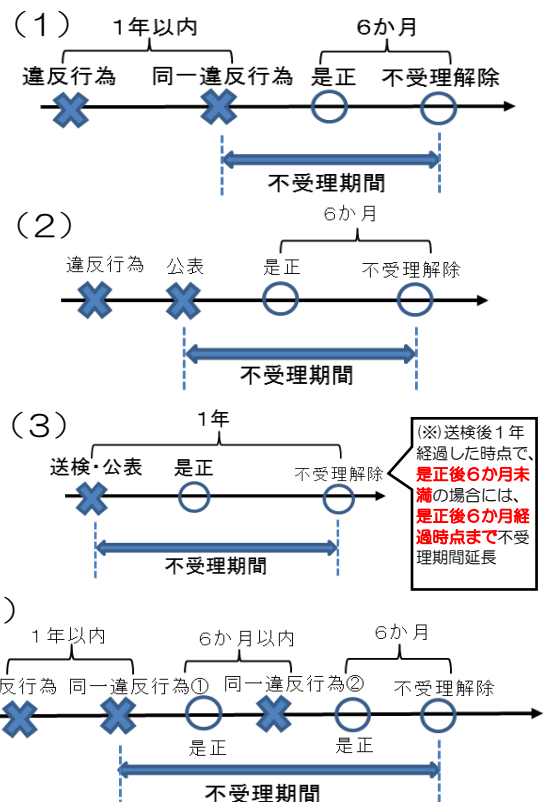 （1）
1年以内 6か月
違反行為 同一違反行為 是正 不受理解除
不受理期間
（2）
6か月
違反行為 公表 是正 不受理解除
不受理期間
（3）
1年
送検・公表 是正 不受理解除
不受理期間
(※)送検後１年
経過した時点で、
是正後６か月未
満の場合には、
是正後６か月経
過時点まで不受
理期間延長
）
1年以内 6か月以内 6か月
反行為 同一違反行為① 同一違反行為② 不受理解除
是正 是正
不受理期間